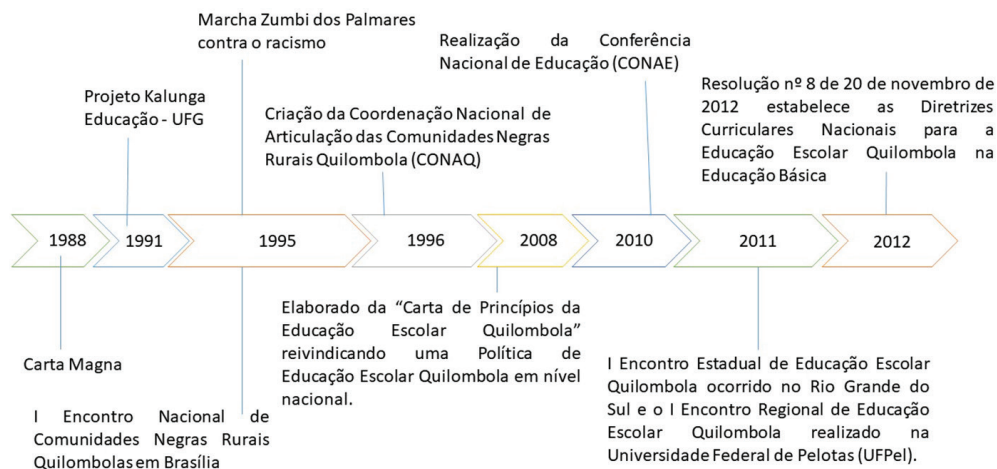 Marcha Zumbi dos Palmares
contra o racismo
Realização da Conferência
Nacional de Educação (CONAE)
Projeto Kalunga
Educação - UFG
Criação da Coordenação Nacional de
Articulação das Comunidades Negras
Rurais Quilombola (CONAQ)
Resolução nº 8 de 20 de novembro de
2012 estabelece as Diretrizes
Curriculares Nacionais para a
Educação Escolar Quilombola na
Educação Básica
1988
1991
1995
1996
2008
2010
2011
2012
Carta Magna
I Encontro Nacional de
Comunidades Negras Rurais
Quilombolas em Brasília
Elaborado da “Carta de Princípios da
Educação Escolar Quilombola”
reivindicando uma Política de
Educação Escolar Quilombola em nível
nacional.
I Encontro Estadual de Educação Escolar
Quilombola ocorrido no Rio Grande do
Sul e o I Encontro Regional de Educação
Escolar Quilombola realizado na
Universidade Federal de Pelotas (UFPel).